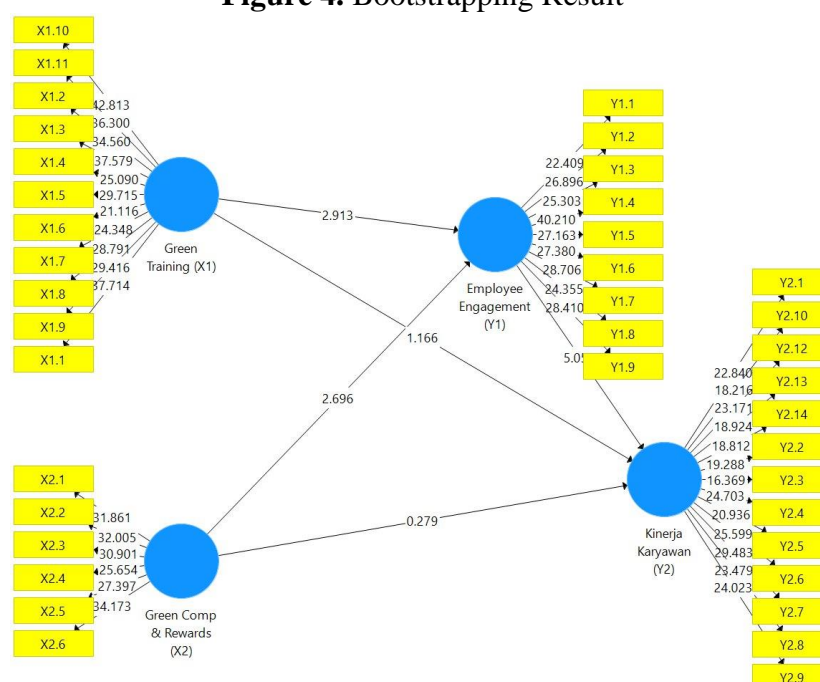 Figure 4. Bootstrapping Result
X1.10
X1.11
X1.2
X1.3
X1.4
X1.5
X1.6
X1.7
X1.8
X1.9
X1.1
42.813
36.300
34.560
37.579
25.090
29.715
21.116
24.348
28.791
29.416
37.714
Green
Training (X1)
2.913
1.166
2.696
0.279
Y1.1
Y1.2
Y1.3
Y1.4
Y1.5
Y1.6
Y1.7
Y1.8
Y1.9
22.409
26.896
25.303
40.210
27.163
27.380
28.706
24.355
28.410
Employee
Engagement
(Y1)
X2.1
X2.2
X2.3
X2.4
X2.5
X2.6
31.861
32.005
30.901
25.654
27.397
34.173
Green Comp
& Rewards
(X2)
Y2.1
Y2.10
Y2.12
Y2.13
Y2.14
Y2.2
Y2.3
Y2.4
Y2.5
Y2.6
Y2.7
Y2.8
Y2.9
22.840
18.216
23.171
18.924
18.812
19.288
16.369
24.703
20.936
25.599
29.483
23.479
24.023
Kinerja
Karyawan
(Y2)